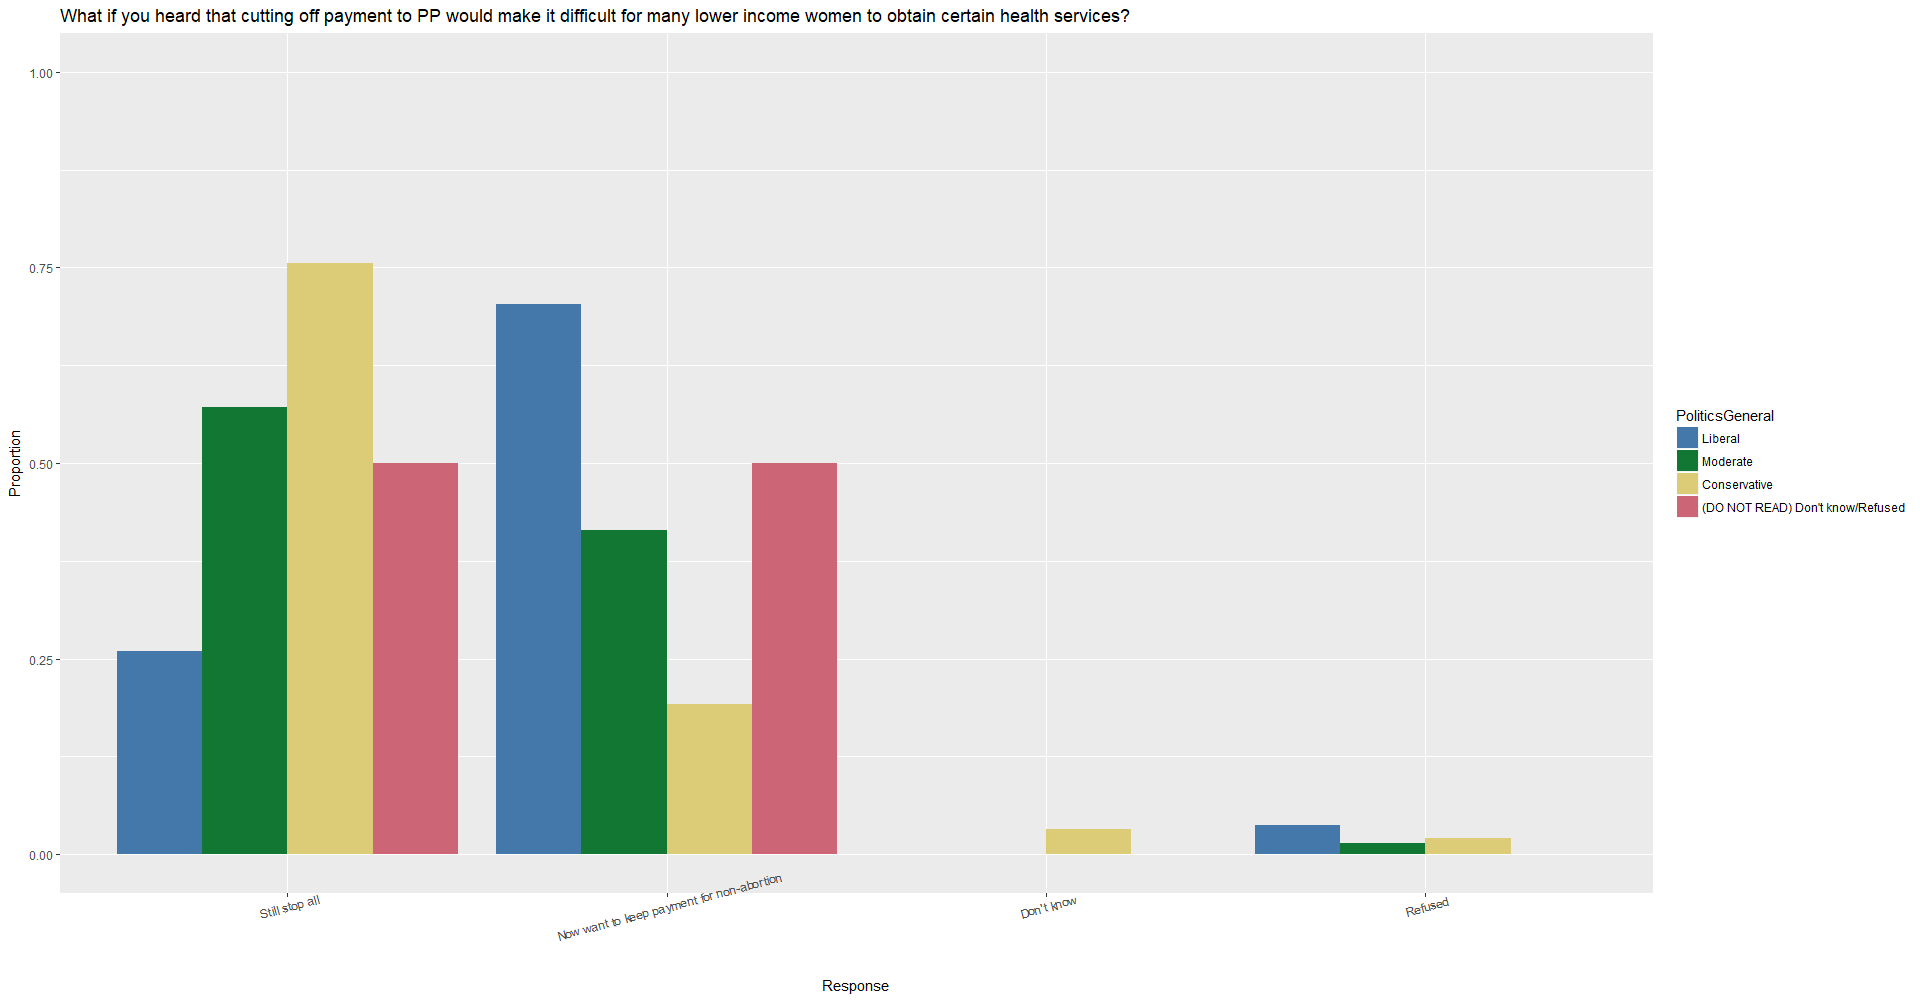 What if you heard that cutting off payment to PP would make it difficult for many lower income women to obtain certain health services?
1.00
0.75
0.50
0.25
0.00
Proportion
Still stop all
Now want to keep payment for non-abortion
Don't know
Refused
Response
PoliticsGeneral
Liberal
Moderate
Conservative
(DO NOT READ) Don't know/Refused